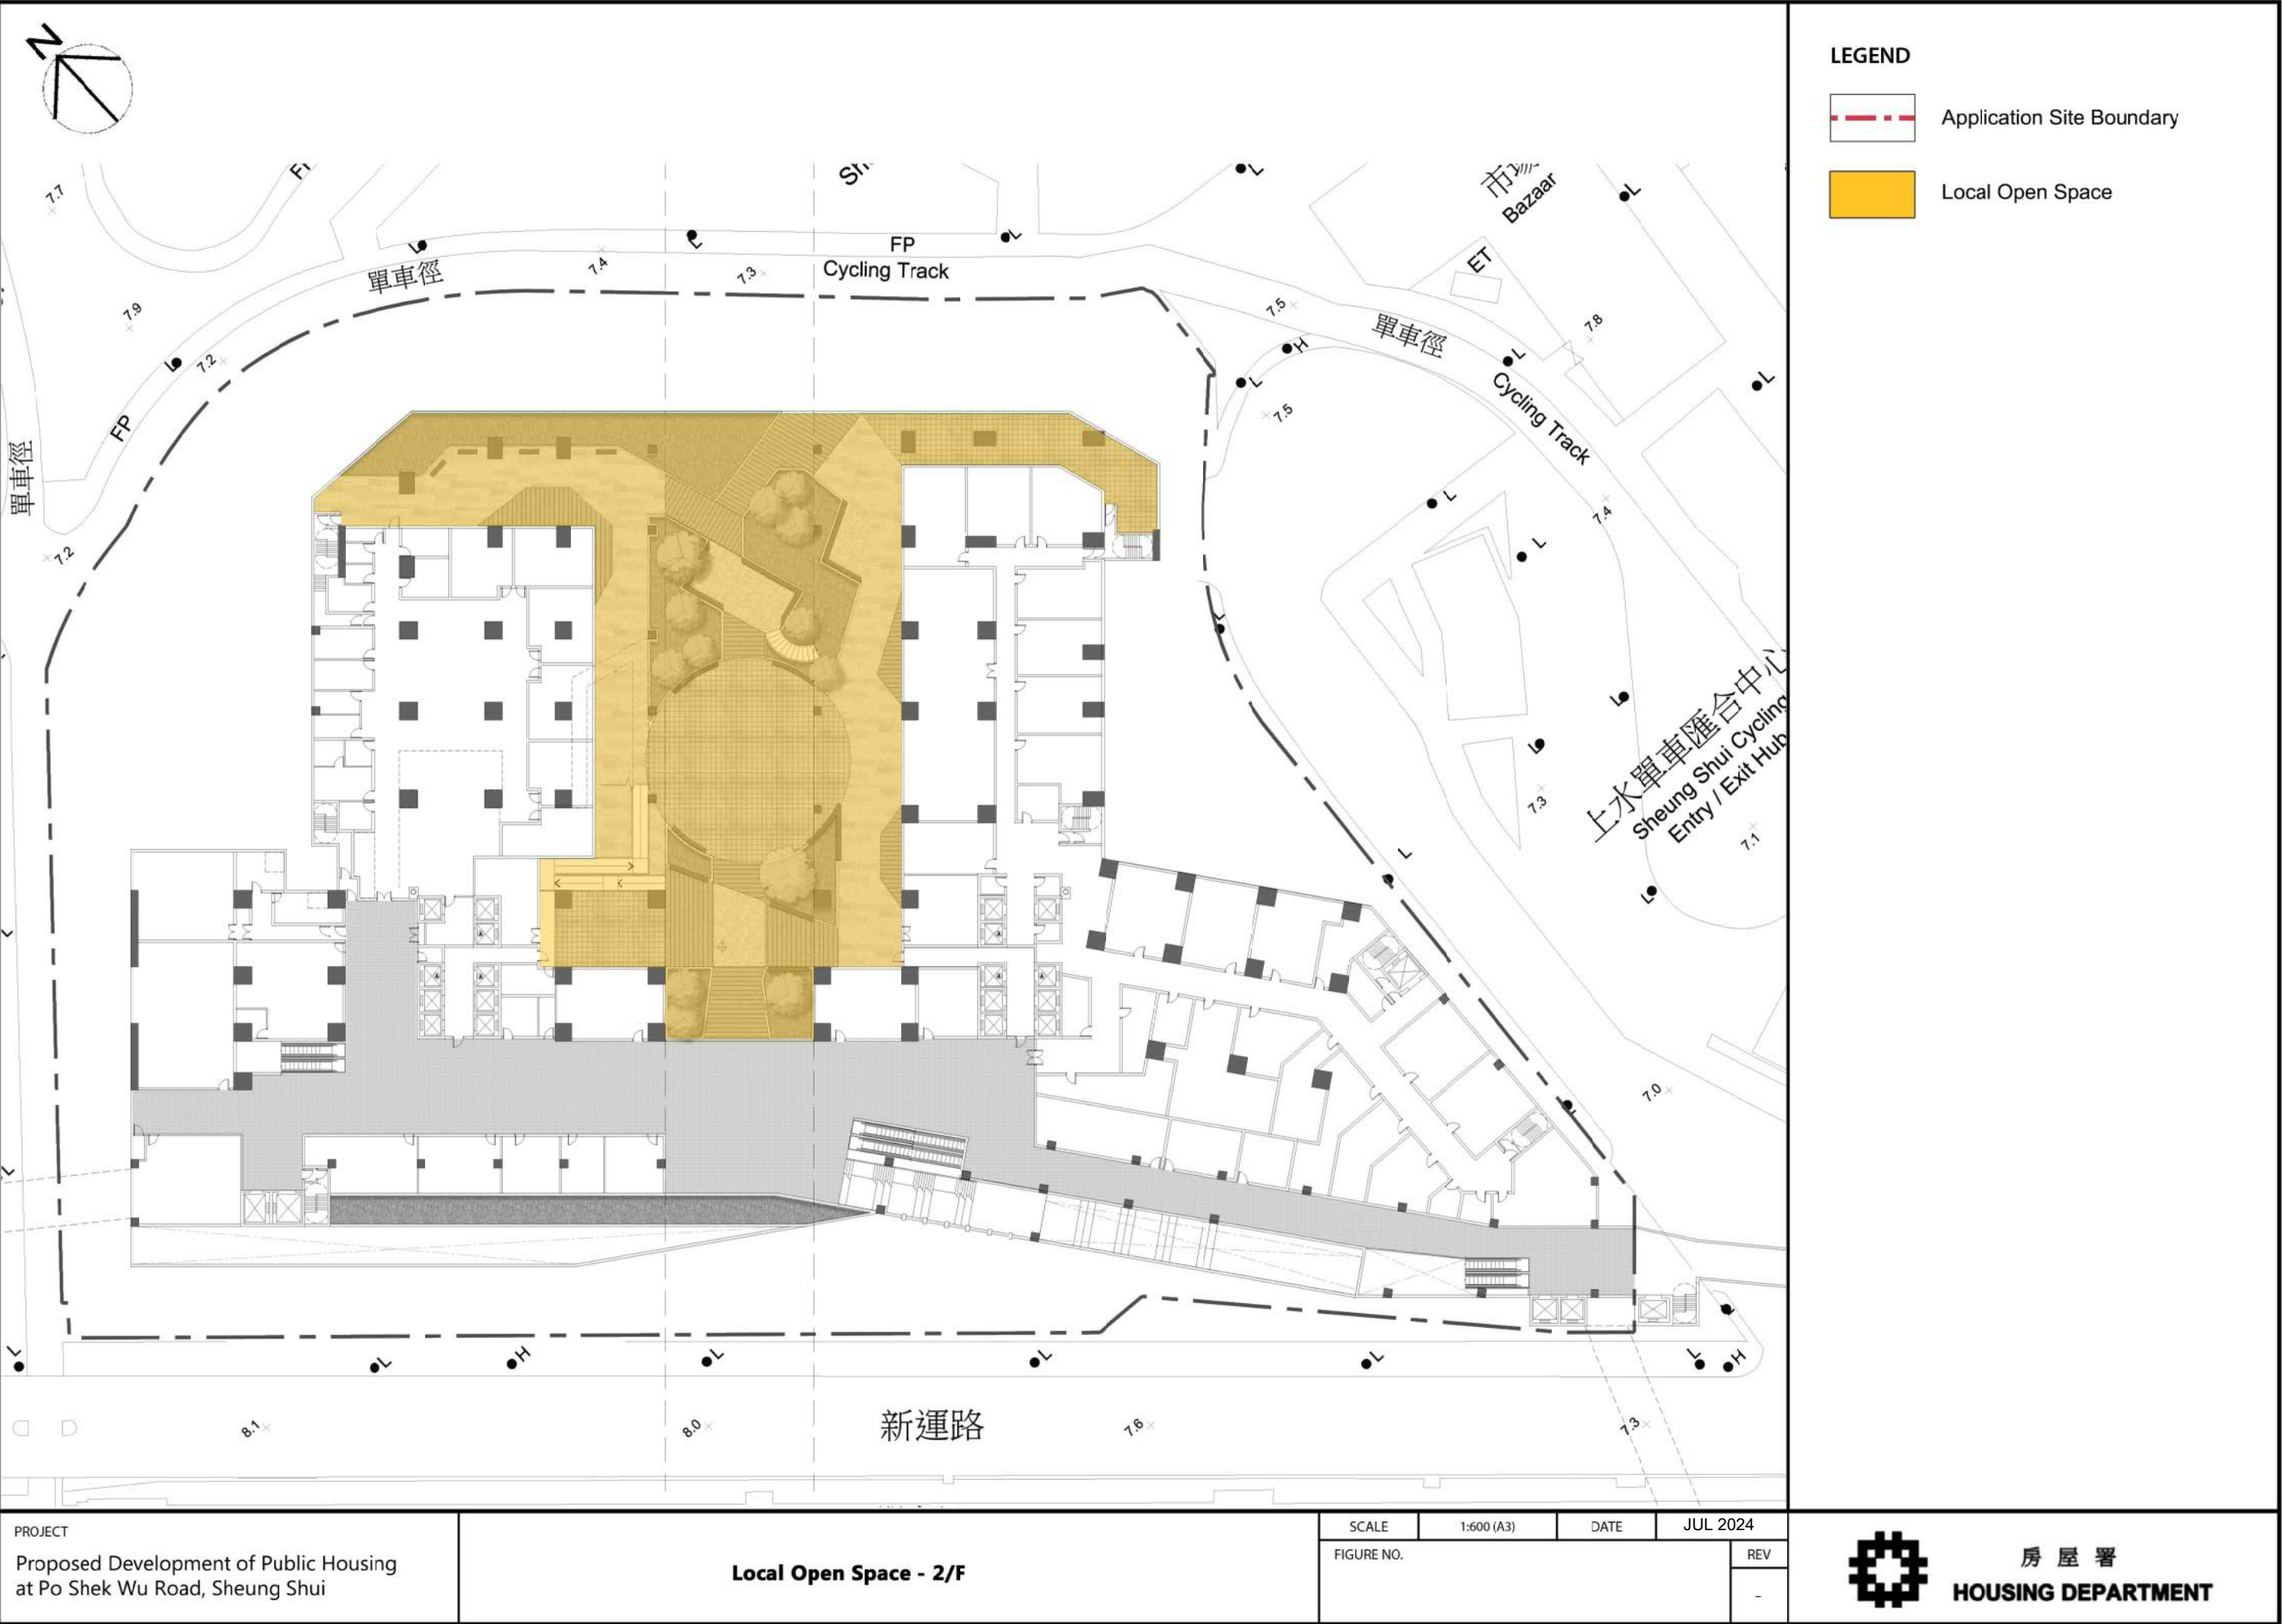 N
LEGEND
Application Site Boundary
Local Open Space
7.7
市場
Bazaar
L
L
FP
L
L
L
單車徑
7.4
7.3
Cycling Track
ET
7.9
7.5
7.8
單車徑
H
L
L
7.2
L
L
7.5
Cycling Track
FP
單車徑
L
7.4
7.2
L
L
L
上水單車匯合中心
Sheung Shui Cycling
Entry / Exit Hub
L
7.3
7.1
L
L
7.0
L
L
H
L
L
L
L
H
新運路
8.1
8.0
7.6
7.3
PROJECT
Proposed Development of Public Housing
at Po Shek Wu Road, Sheung Shui
Local Open Space - 2/F
SCALE
1:600 (A3)
DATE
JUL 2024
FIGURE NO.
REV
-
房屋署
HOUSING DEPARTMENT